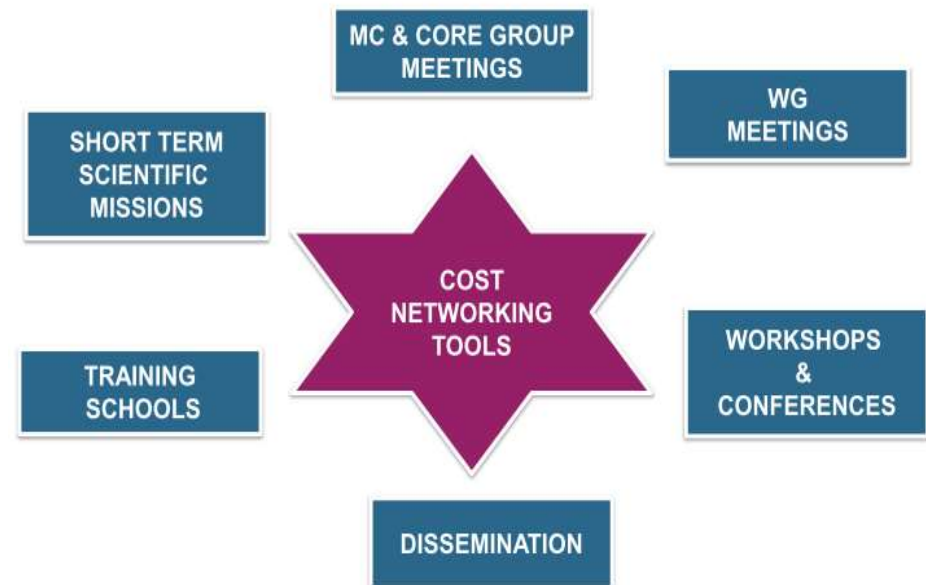 MC & CORE GROUP
MEETINGS
WG
MEETINGS
SHORT TERM
SCIENTIFIC
MISSIONS
COST
NETWORKING
TOOLS
WORKSHOPS
&
CONFERENCES
TRAINING
SCHOOLS
DISSEMINATION